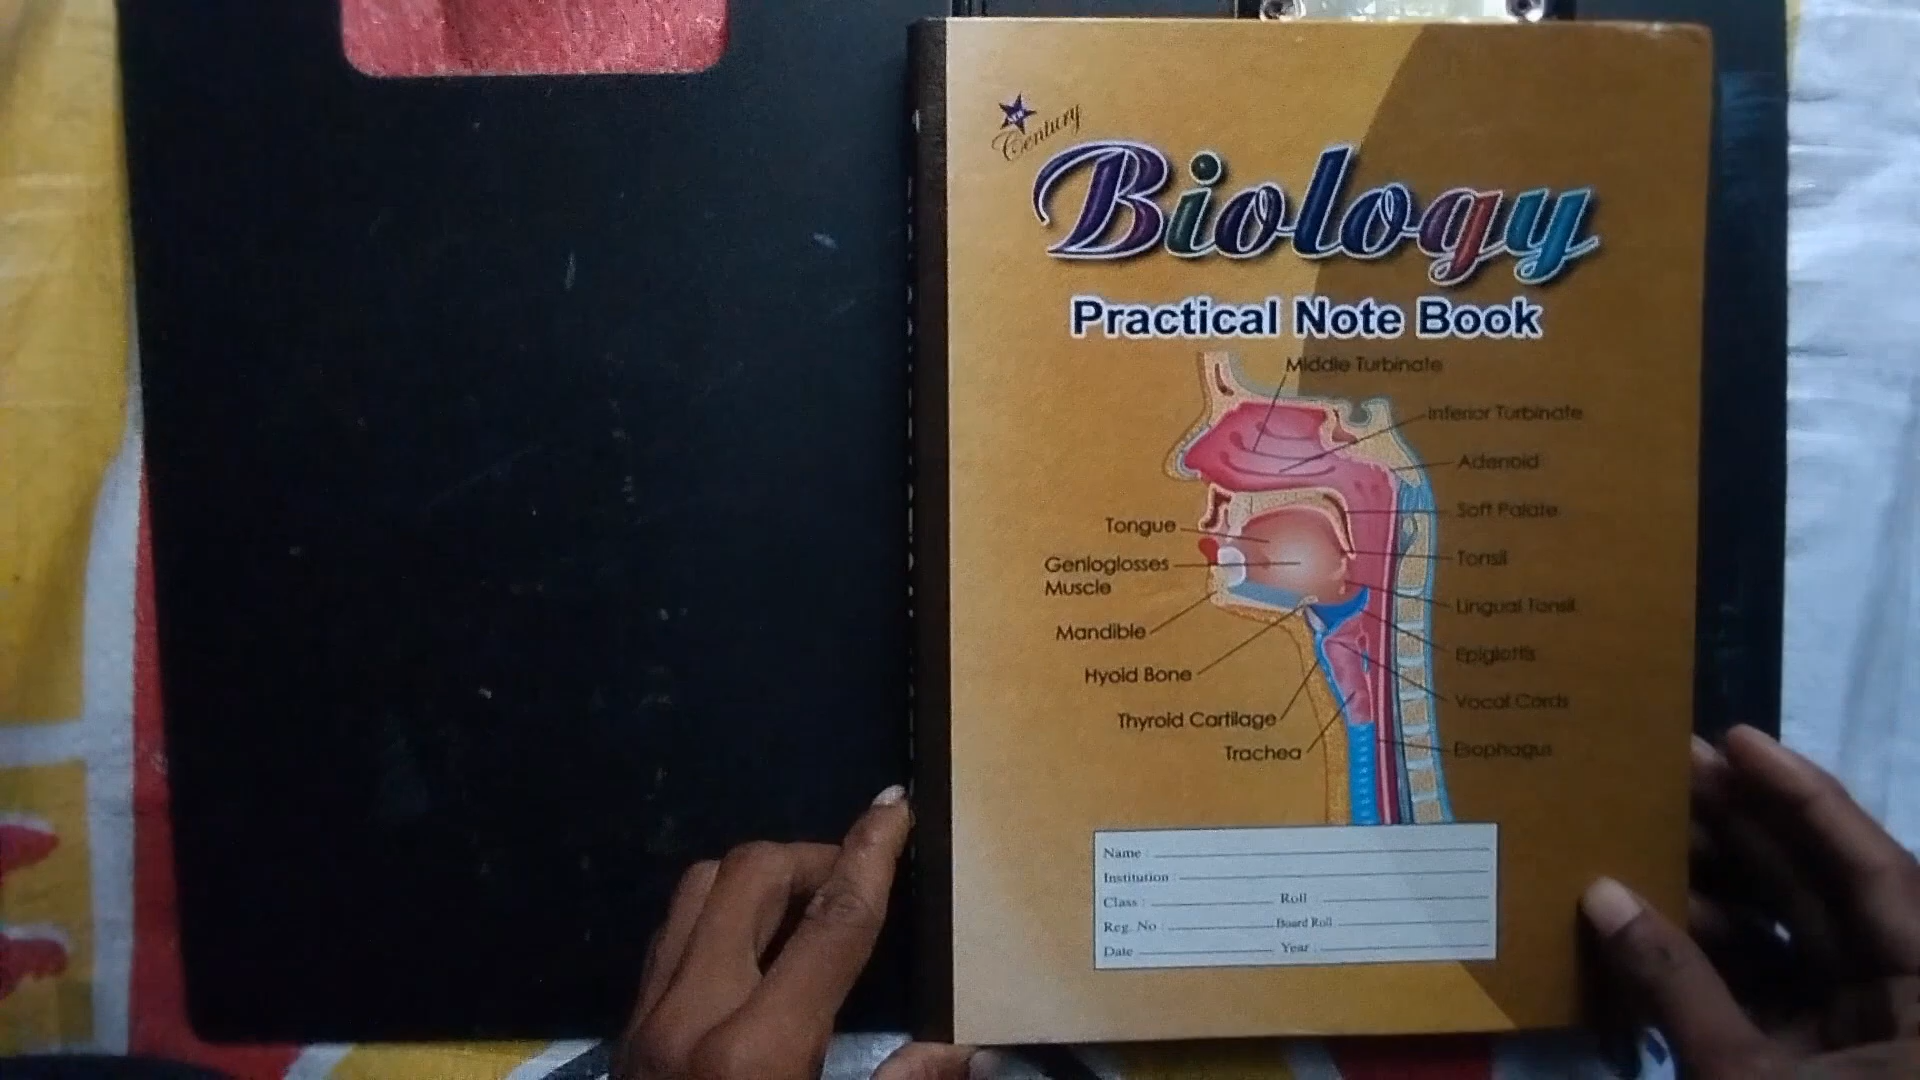 Century
Biology
Practical Note Book
Middle Turbinate
Inferior Turbinate
Adenoid
Soft Palate
Tongue
Tonsil
Genloglosses
Muscle
Lingual Tonsil
Mandible
Epiglottis
Hyoid Bone
Vocal Cords
Thyroid Cartilage
Trachea
Esophagus
Name :
Institution :
Class : Roll
Reg. No : Board Roll
Date Year